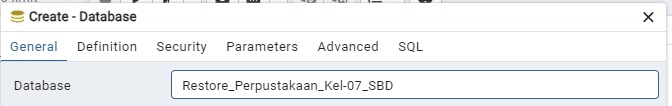 Create - Database
General Definition Security Parameters Advanced SQL
Database Restore_Perpustakaan_Kel-07_SBD